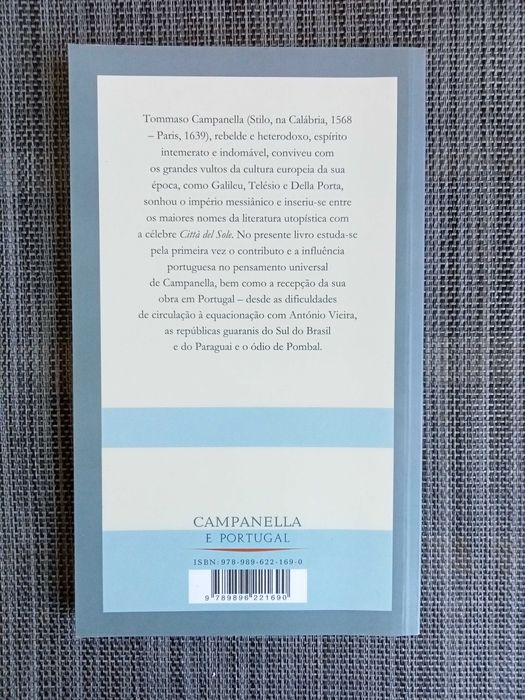 Tommaso Campanella (Stilo, na Calábria, 1568
– Paris, 1639), rebelde e heterodoxo, espírito
intemerato e indomável, conviveu com
os grandes vultos da cultura europeia da sua
época, como Galileu, Telésio e Della Porta,
sonhou o império messiânico e inseriu-se entre
os maiores nomes da literatura utopística com
a célebre Città del Sole. No presente livro estuda-se
pela primeira vez o contributo e a influência
portuguesa no pensamento universal
de Campanella, bem como a recepção da sua
obra em Portugal – desde as dificuldades
de circulação à equacionação com António Vieira,
as repúblicas guaranis do Sul do Brasil
e do Paraguai e o ódio de Pombal.
CAMPANELLA
E PORTUGAL
ISBN: 978-989-622-169-0
9 789896 221690